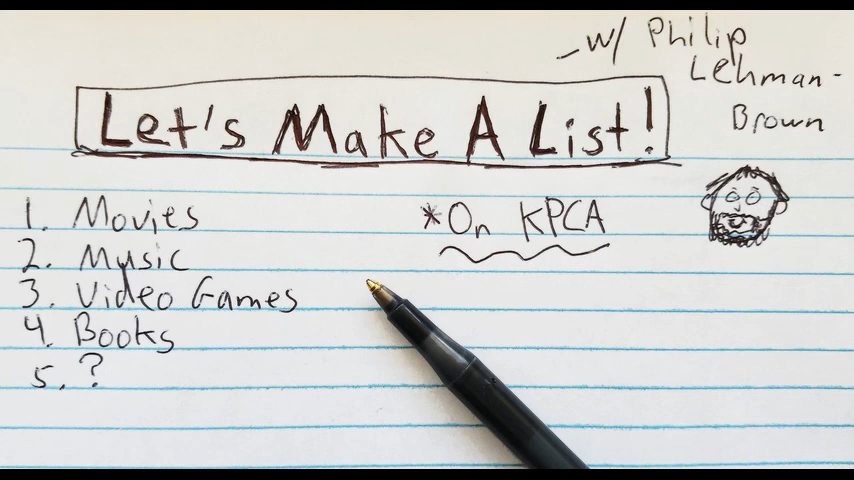 – w/ Philip
Lehman-
Brown
Let's Make A List!
1. Movies
2. Music
3. Video Games
4. Books
5. ?
*On KPCA